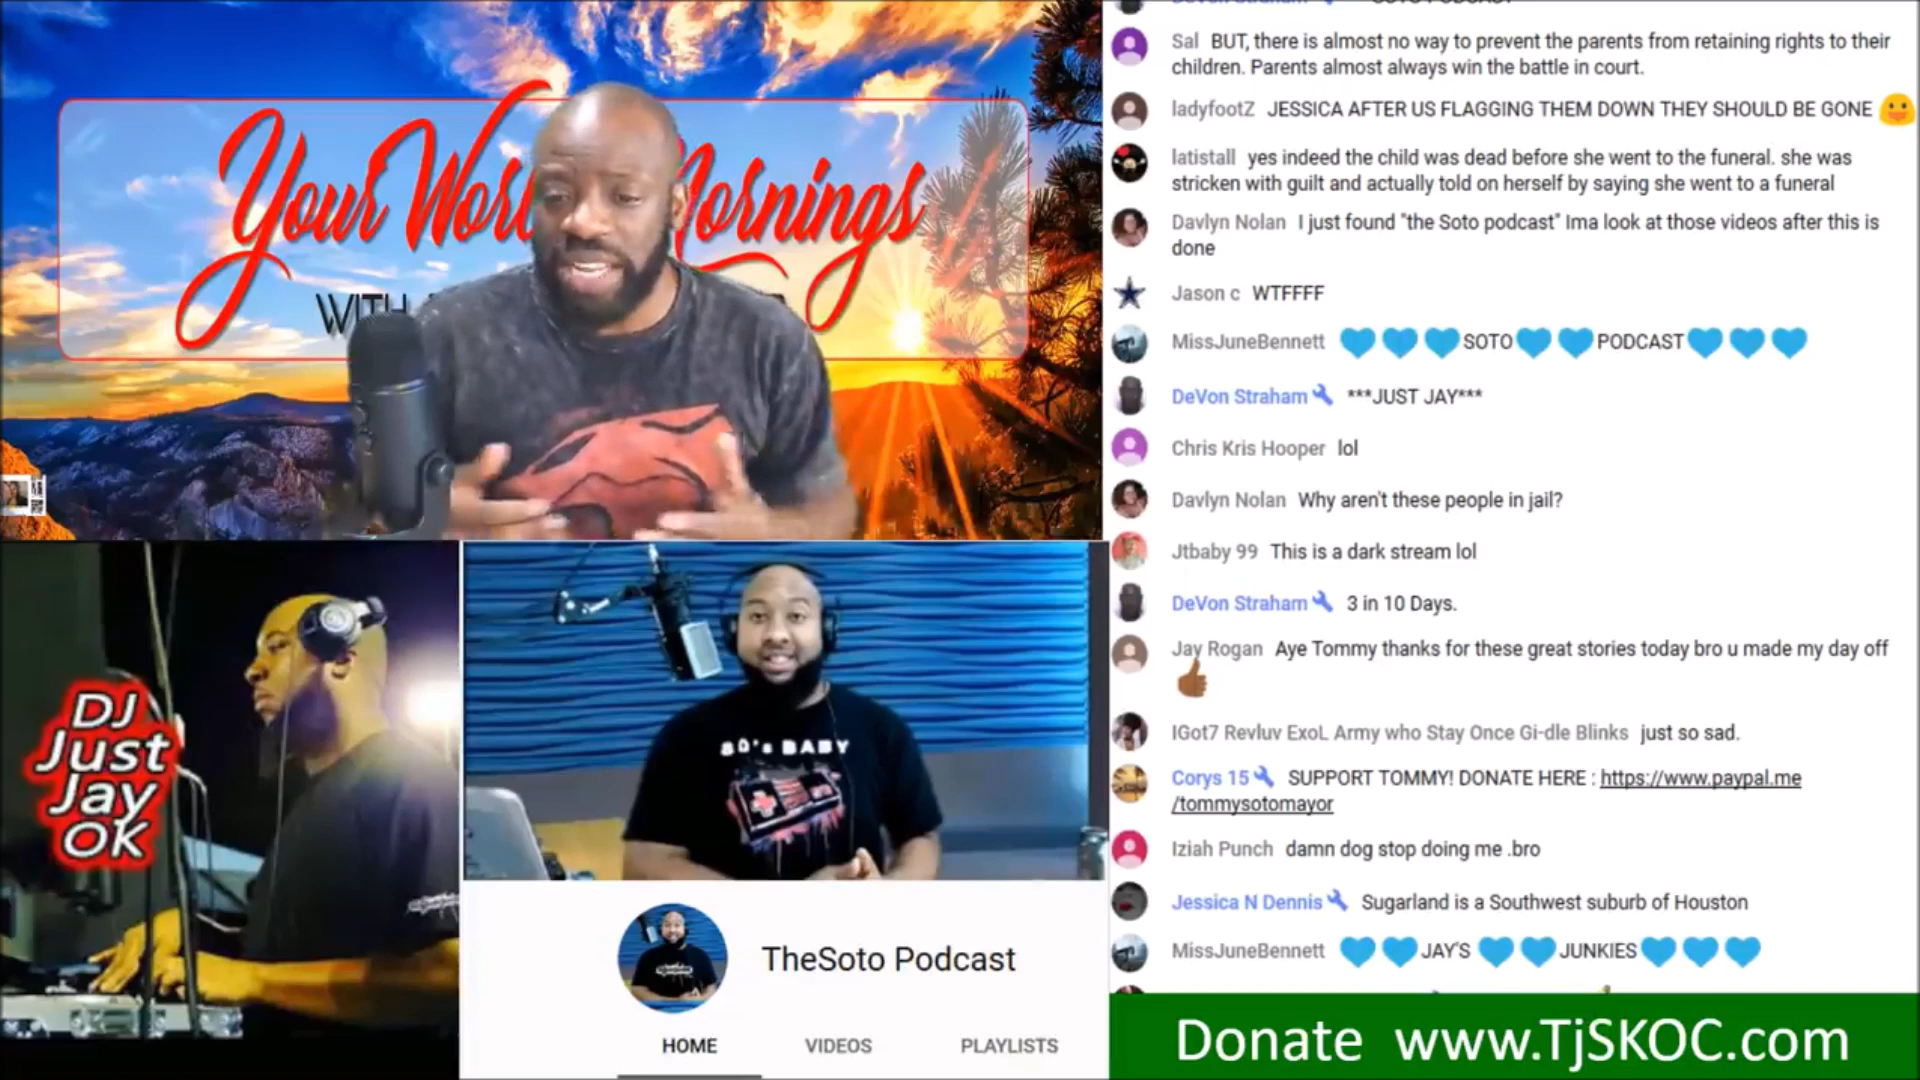 Your Worl
Mornings
WITH
DJ
Just
Jay
OK
80's BABY
TheSoto Podcast
HOME VIDEOS PLAYLISTS
Sal BUT, there is almost no way to prevent the parents from retaining rights to their
children. Parents almost always win the battle in court.
ladyfootZ JESSICA AFTER US FLAGGING THEM DOWN THEY SHOULD BE GONE 😛
latistall yes indeed the child was dead before she went to the funeral. she was
stricken with guilt and actually told on herself by saying she went to a funeral
Davlyn Nolan I just found "the Soto podcast" Ima look at those videos after this is
done
Jason c WTFFFF
MissJuneBennett 💙💙💙SOTO💙💙PODCAST💙💙💙
DeVon Straham ***JUST JAY***
Chris Kris Hooper lol
Davlyn Nolan Why aren't these people in jail?
Jtbaby 99 This is a dark stream lol
DeVon Straham 3 in 10 Days.
Jay Rogan Aye Tommy thanks for these great stories today bro u made my day off
👍🏾
IGot7 Revluv ExoL Army who Stay Once Gi-dle Blinks just so sad.
Corys 15 SUPPORT TOMMY! DONATE HERE : https://www.paypal.me
/tommysotomayor
Iziah Punch damn dog stop doing me .bro
Jessica N Dennis Sugarland is a Southwest suburb of Houston
MissJuneBennett 💙💙JAY'S💙💙JUNKIES💙💙💙
Donate www.TjSKOC.com